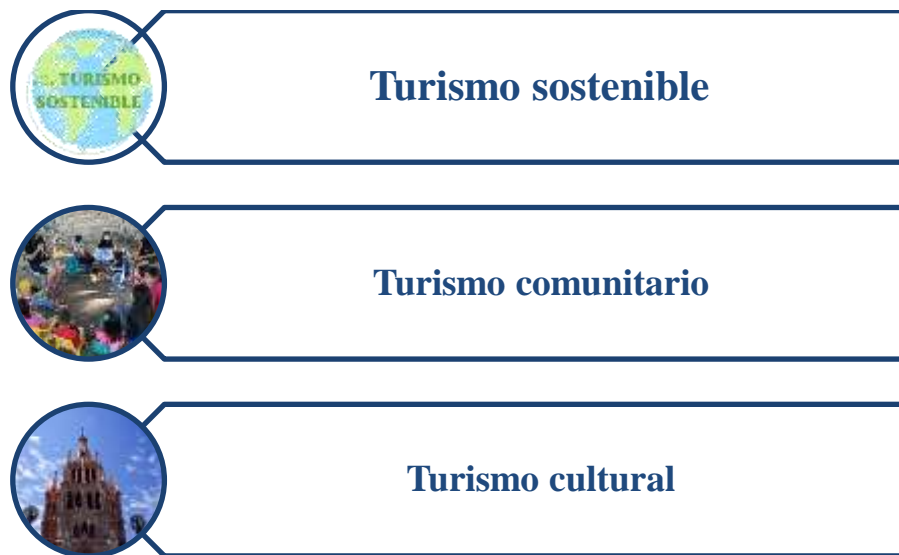 TURISMO
SOSTENIBLE
Turismo sostenible
Turismo comunitario
Turismo cultural